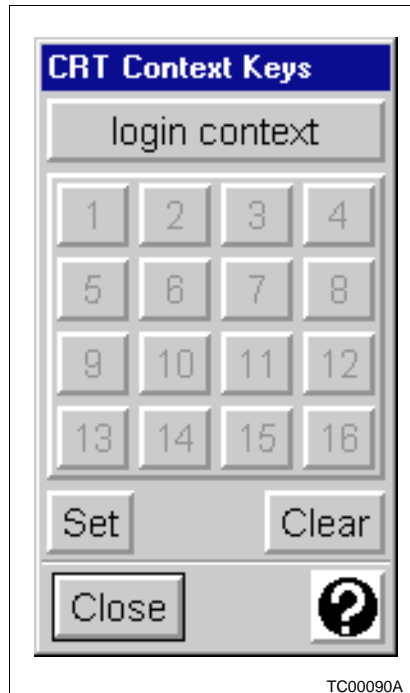 CRT Context Keys
login context
1 2 3 4
5 6 7 8
9 10 11 12
13 14 15 16
Set Clear
Close ?
TC00090A